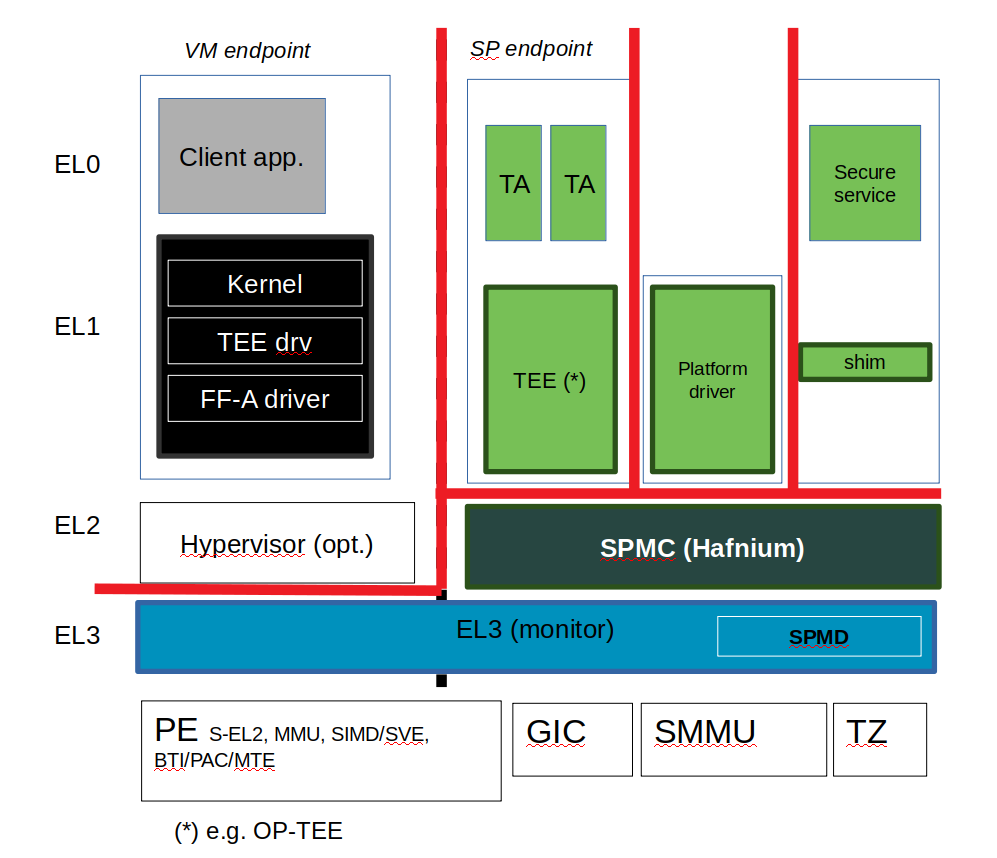 VM endpoint
SP endpoint
EL0
Client app.
TA
TA
Secure
service
EL1
Kernel
TEE drv
FF-A driver
TEE (*)
Platform
driver
shim
EL2
Hypervisor (opt.)
SPMC (Hafnium)
EL3
EL3 (monitor)
SPMD
PE S-EL2, MMU, SIMD/SVE,
BTI/PAC/MTE
GIC
SMMU
TZ
(*) e.g. OP-TEE